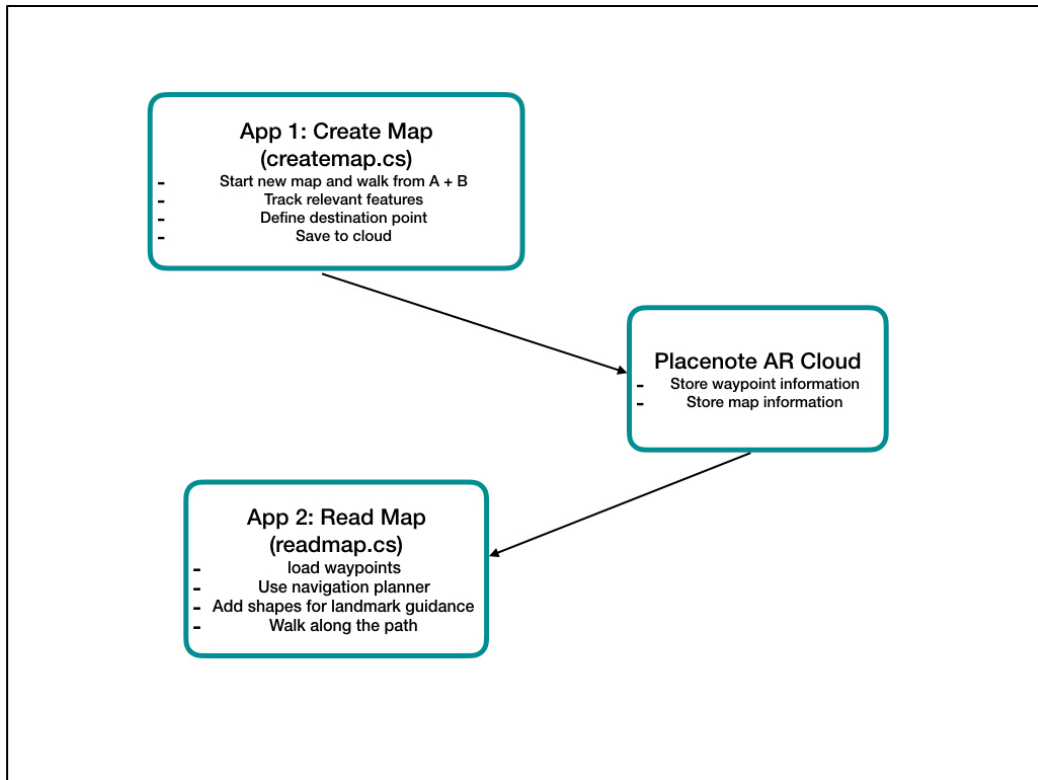 App 1: Create Map
(createmap.cs)
- Start new map and walk from A + B
- Track relevant features
- Define destination point
- Save to cloud
Placenote AR Cloud
- Store waypoint information
- Store map information
App 2: Read Map
(readmap.cs)
- load waypoints
- Use navigation planner
- Add shapes for landmark guidance
- Walk along the path